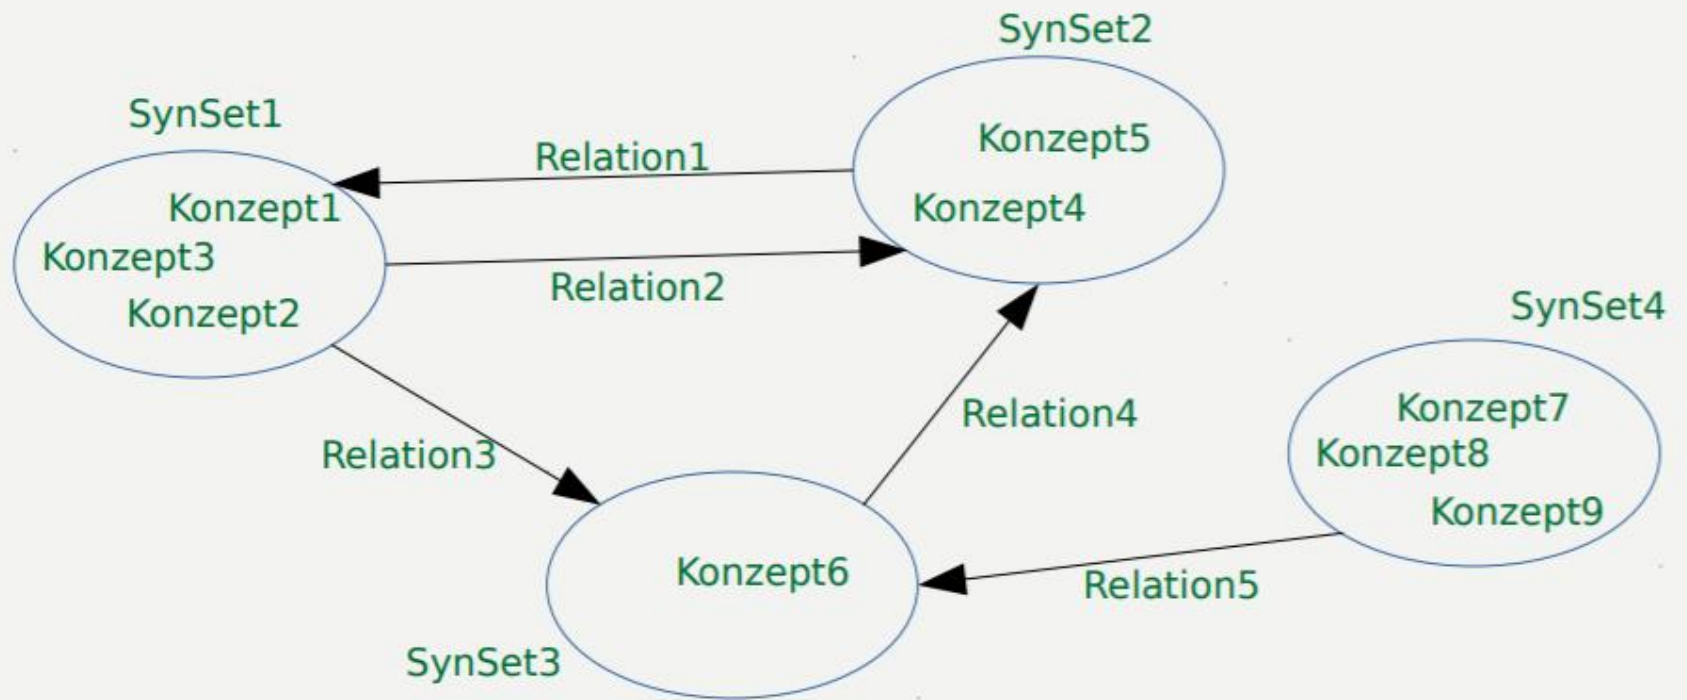 SynSet2
SynSet1
Konzept5
Relation1
Konzept1
Konzept4
Konzept3
Relation2
Konzept2
SynSet4
Konzept7
Relation4
Relation3
Konzept8
Konzept9
Konzept6
Relation5
SynSet3